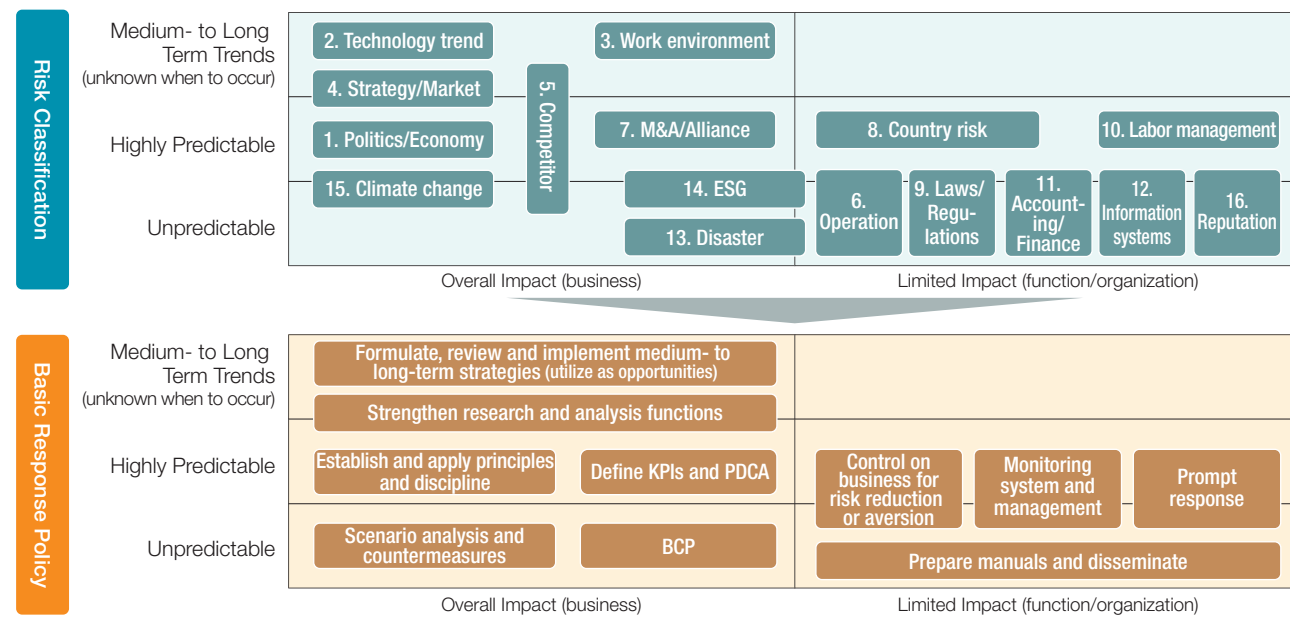 Risk Classification
Medium- to Long
Term Trends
(unknown when to occur)
Highly Predictable
Unpredictable
2. Technology trend
3. Work environment
4. Strategy/Market
5. Competitor
1. Politics/Economy
7. M&A/Alliance
8. Country risk
10. Labor management
15. Climate change
14. ESG
13. Disaster
6.
Operation
9. Laws/
Regu-
lations
11.
Account-
ing/
Finance
12.
Information
systems
16.
Reputation
Overall Impact (business)
Limited Impact (function/organization)
Basic Response Policy
Medium- to Long
Term Trends
(unknown when to occur)
Highly Predictable
Unpredictable
Formulate, review and implement medium- to
long-term strategies (utilize as opportunities)
Strengthen research and analysis functions
Establish and apply principles
and discipline
Define KPIs and PDCA
Control on
business for
risk reduction
or aversion
Monitoring
system and
management
Prompt
response
Scenario analysis and
countermeasures
BCP
Prepare manuals and disseminate
Overall Impact (business)
Limited Impact (function/organization)